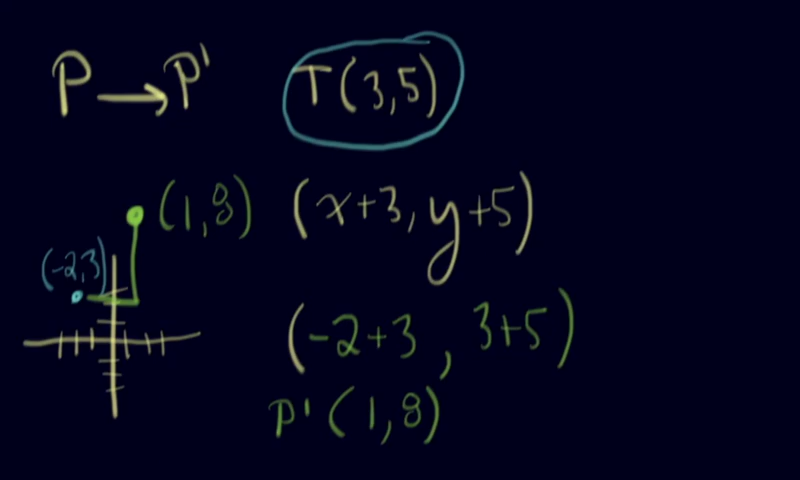 P → P' T(3,5)
(1,8) (x+3, y+5)
(-2,3)
(-2+3, 3+5)
P' (1,8)